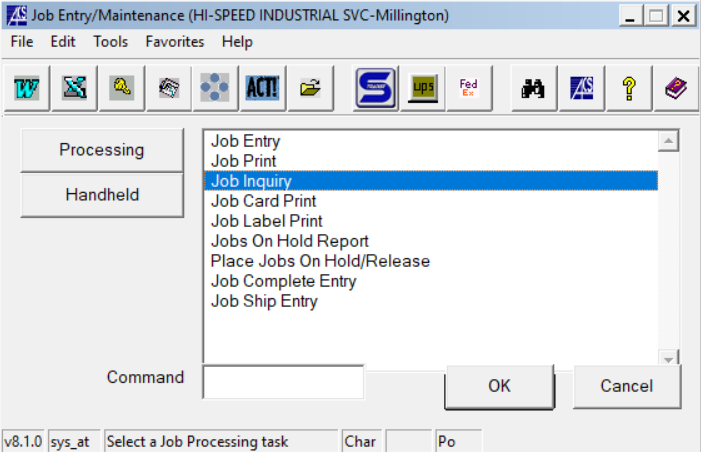 Job Entry/Maintenance (HI-SPEED INDUSTRIAL SVC-Millington)
File Edit Tools Favorites Help
W X ACT! S ups Fed Ex AS ?
Processing
Handheld
Job Entry
Job Print
Job Inquiry
Job Card Print
Job Label Print
Jobs On Hold Report
Place Jobs On Hold/Release
Job Complete Entry
Job Ship Entry
Command
OK Cancel
v8.1.0 sys_at Select a Job Processing task Char Po